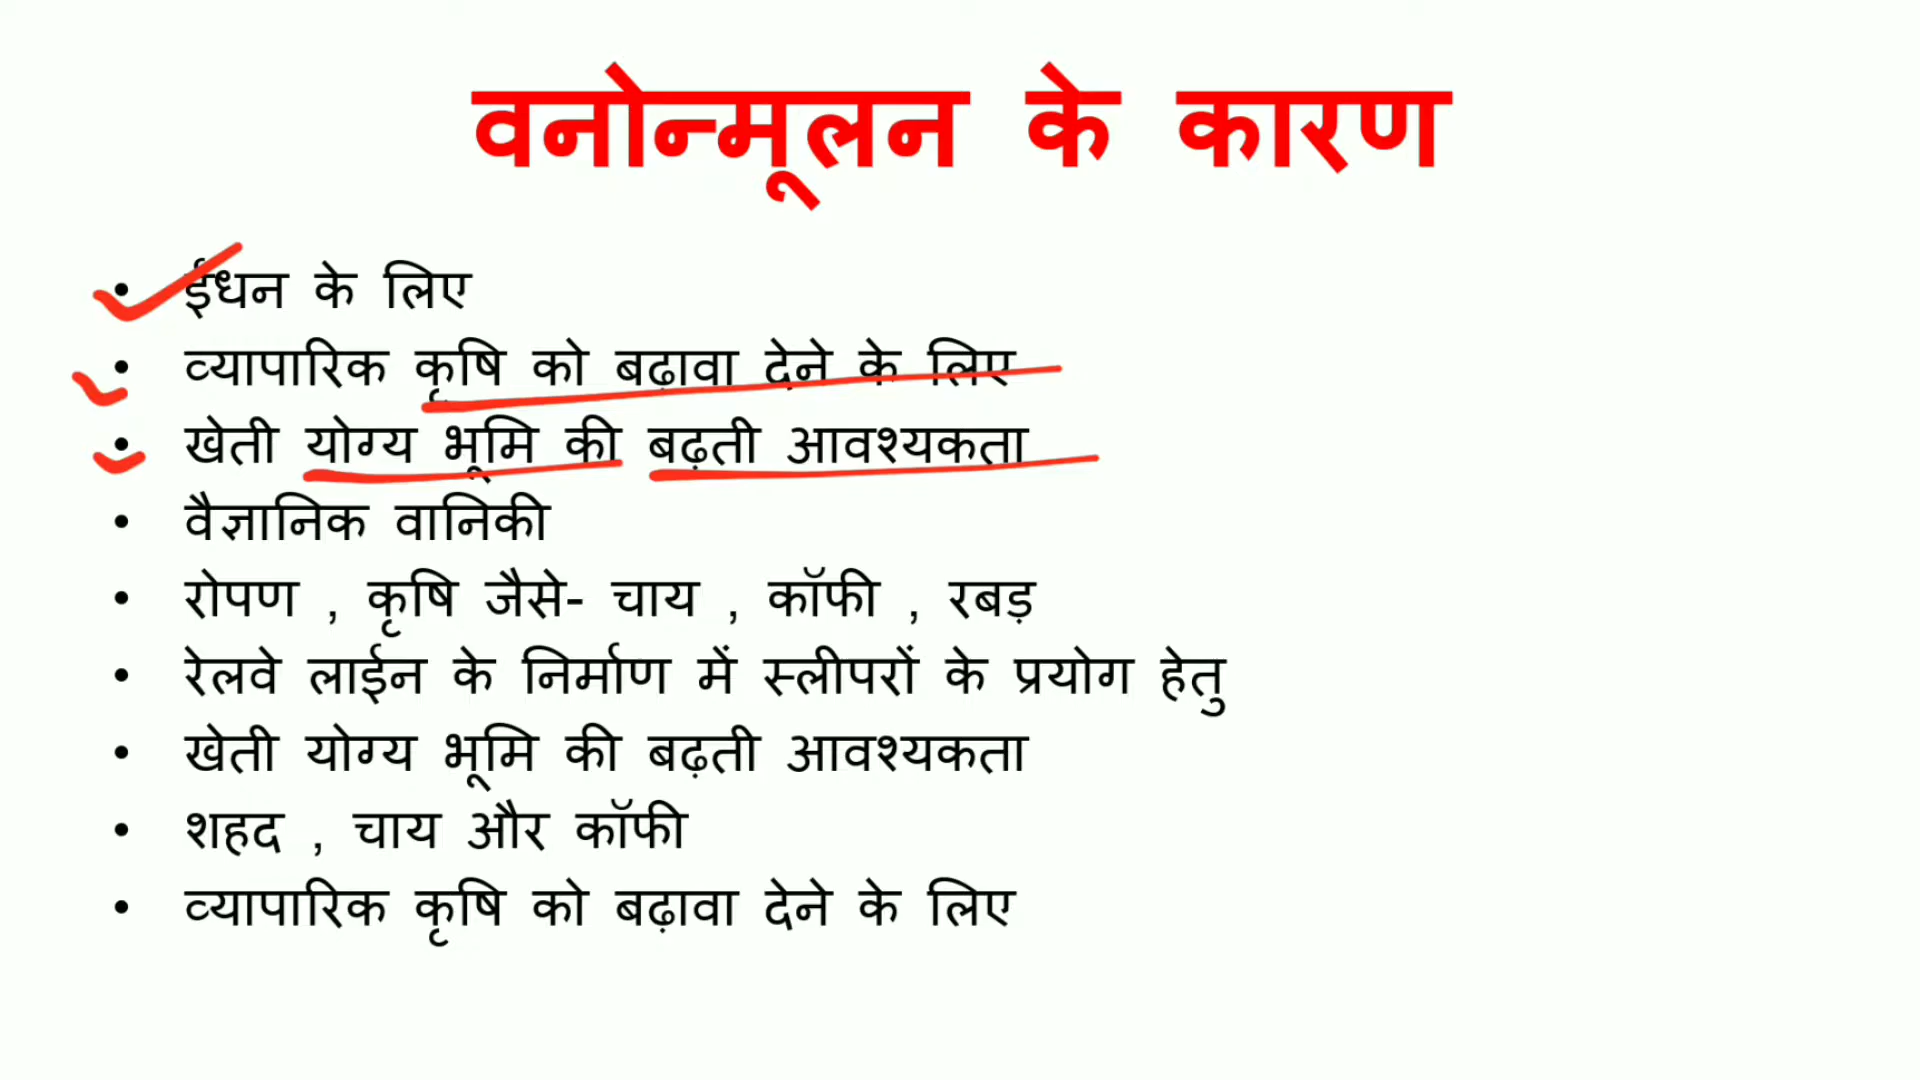 वनोन्मूलन के कारण
• ईधन के लिए
• व्यापारिक कृषि को बढ़ावा देने के लिए
• खेती योग्य भूमि की बढ़ती आवश्यकता
• वैज्ञानिक वानिकी
• रोपण , कृषि जैसे- चाय , कॉफी , रबड़
• रेलवे लाईन के निर्माण में स्लीपरों के प्रयोग हेतु
• खेती योग्य भूमि की बढ़ती आवश्यकता
• शहद , चाय और कॉफी
• व्यापारिक कृषि को बढ़ावा देने के लिए